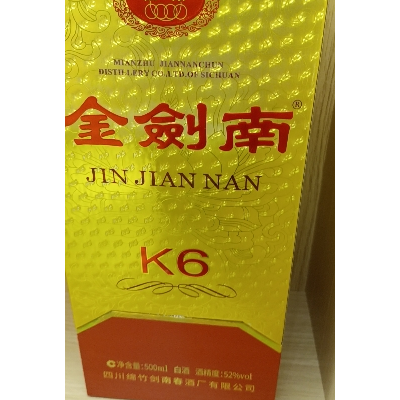 MIANZHU JIANNANCHUN
DISTILLERY CO.,LTD.OF SICHUAN
金剑南®
JIN JIAN NAN
K6
净含量:500ml 白酒 酒精度:52%vol
四川绵竹剑南春酒厂有限公司